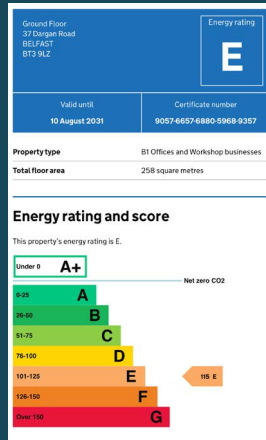 Ground Floor
37 Dargan Road
BELFAST
BT3 9LZ
Energy rating
E
Valid until
10 August 2031
Certificate number
9057-6657-6880-5968-9357
Property type B1 Offices and Workshop businesses
Total floor area 258 square metres
Energy rating and score
This property's energy rating is E.
Under 0 A+
Net zero CO2
0-25 A
26-50 B
51-75 C
76-100 D
101-125 E 115 E
126-150 F
Over 150 G